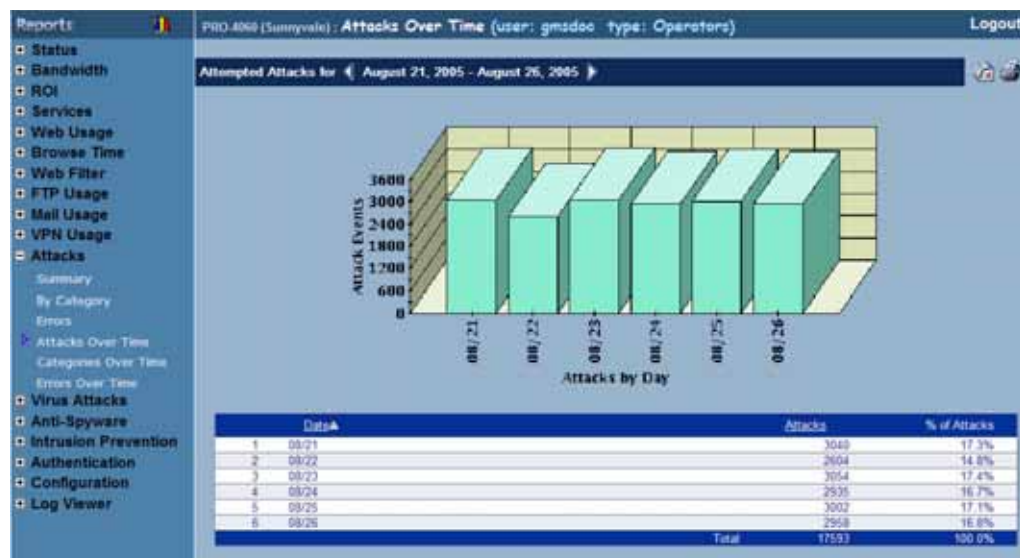 Reports
PRO-4060 (Sunnyvale) : Attacks Over Time (user: gmsdoc type: Operators)
Logout
Status
Bandwidth
ROI
Services
Web Usage
Browse Time
Web Filter
FTP Usage
Mail Usage
VPN Usage
Attacks
Summary
By Category
Errors
Attacks Over Time
Categories Over Time
Errors Over Time
Virus Attacks
Anti-Spyware
Intrusion Prevention
Authentication
Configuration
Log Viewer
Attempted Attacks for August 21, 2005 - August 26, 2005
Attack Events
3600
3000
2400
1800
1200
600
0
08/21 08/22 08/23 08/24 08/25 08/26
Attacks by Day
Date Attacks % of Attacks
1 08/21 3040 17.3%
2 08/22 2604 14.8%
3 08/23 3054 17.4%
4 08/24 2935 16.7%
5 08/25 3002 17.1%
6 08/26 2958 16.8%
Total 17593 100.0%